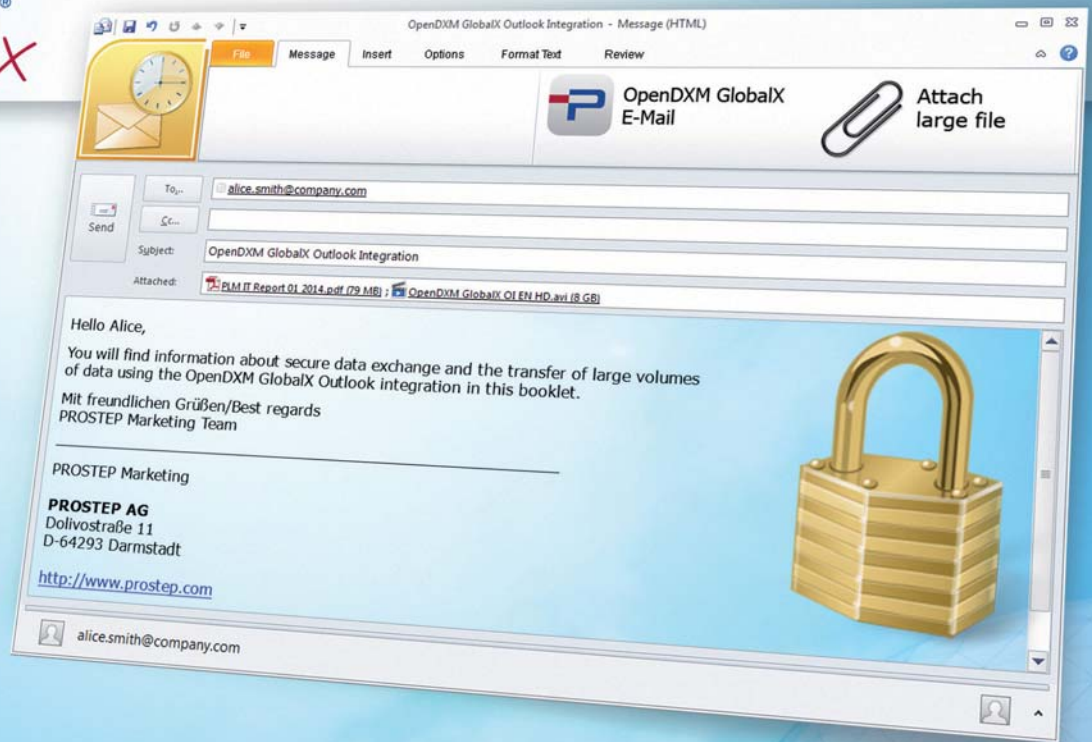 ®
X
OpenDXM GlobalX Outlook Integration - Message (HTML)
File Message Insert Options Format Text Review
OpenDXM GlobalX
E-Mail
Attach
large file
Send
To...
alice.smith@company.com
Cc...
Subject:
OpenDXM GlobalX Outlook Integration
Attached:
PLM IT Report 01 2014.pdf (79 MB) ; OpenDXM GlobalX OI EN HD.avi (8 GB)
Hello Alice,
You will find information about secure data exchange and the transfer of large volumes
of data using the OpenDXM GlobalX Outlook integration in this booklet.
Mit freundlichen Grüßen/Best regards
PROSTEP Marketing Team
PROSTEP Marketing
PROSTEP AG
Dolivostraße 11
D-64293 Darmstadt
http://www.prostep.com
alice.smith@company.com